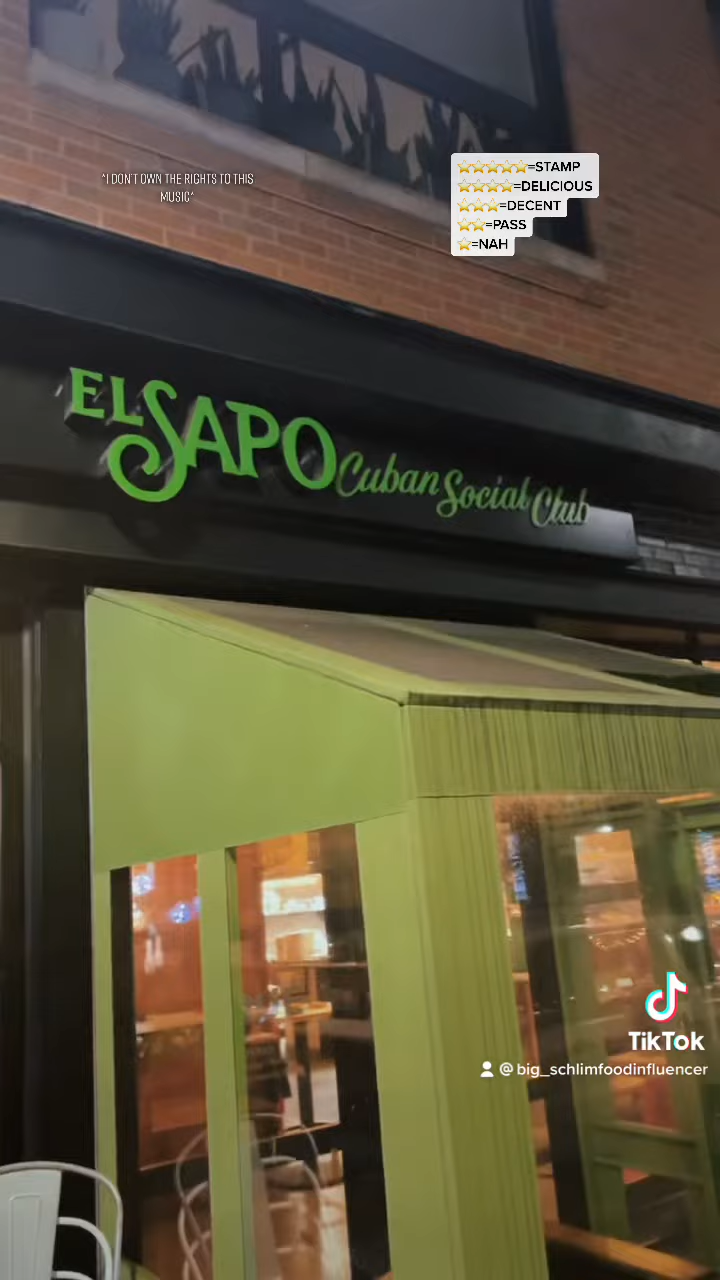 *I DON'T OWN THE RIGHTS TO THIS
MUSIC*
⭐⭐⭐⭐⭐=STAMP
⭐⭐⭐⭐=DELICIOUS
⭐⭐⭐=DECENT
⭐⭐=PASS
⭐=NAH
EL SAPO Cuban Social Club
TikTok
@big_schlimfoodinfluencer